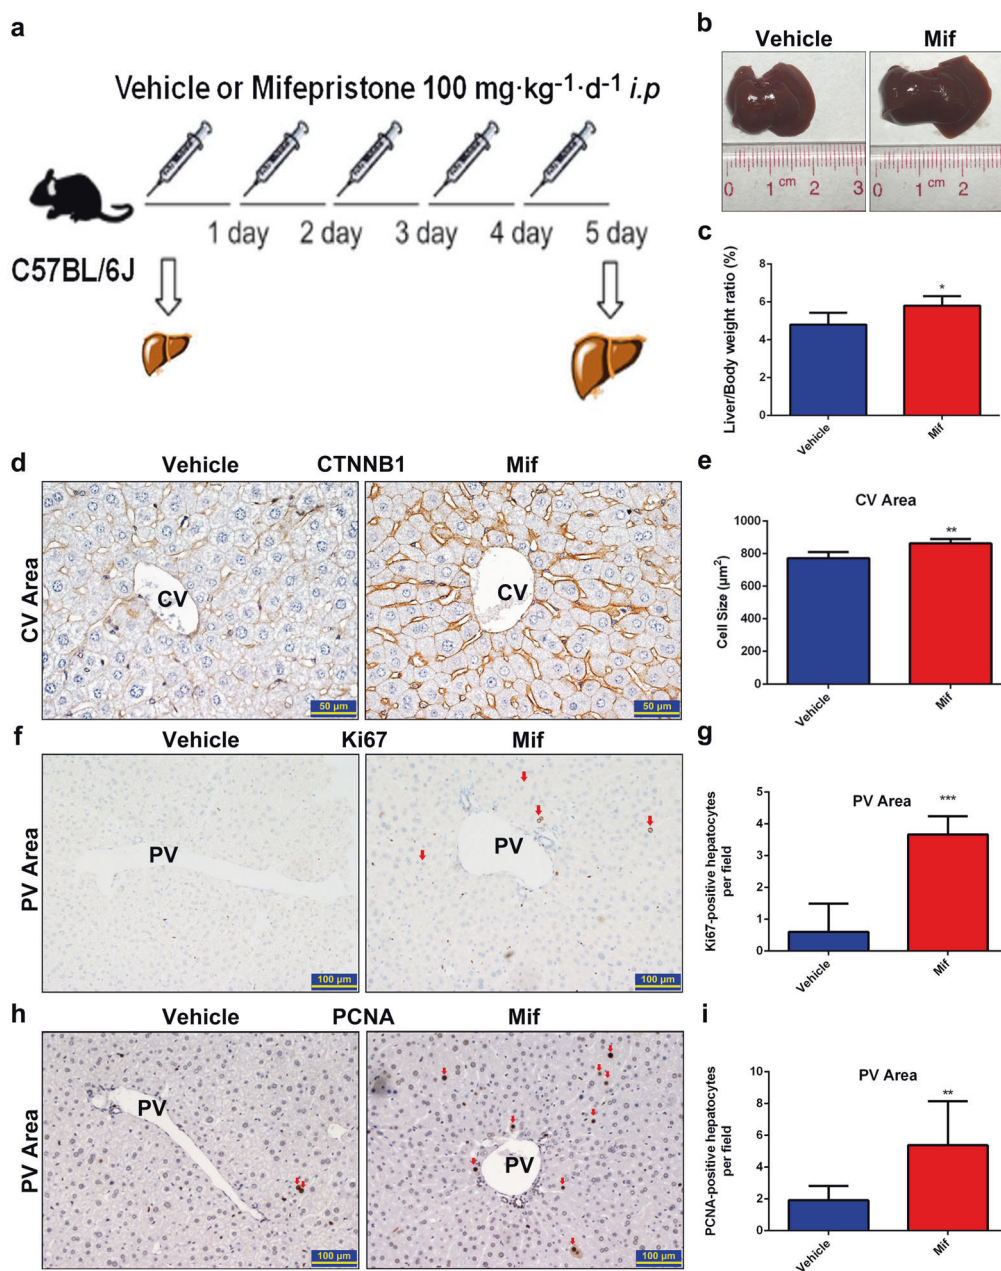 a
Vehicle or Mifepristone 100 mg·kg-1·d-1 i.p
1 day 2 day 3 day 4 day 5 day
C57BL/6J
b
Vehicle Mif
0 1 cm 2 3
0 1 cm 2
c
Liver/Body weight ratio (%)
8
6
4
2
0
*
Vehicle Mif
d
Vehicle CTNNB1 Mif
CV Area
CV
CV
50 µm
50 µm
e
CV Area
Cell Size (µm2)
1000
800
600
400
200
0
**
Vehicle Mif
f
Vehicle Ki67 Mif
PV Area
PV
PV
100 µm
100 µm
g
PV Area
Ki67-positive hepatocytes
per field
5
4
3
2
1
0
***
Vehicle Mif
h
Vehicle PCNA Mif
PV Area
PV
PV
100 µm
100 µm
i
PV Area
PCNA-positive hepatocytes
per field
10
8
6
4
2
0
**
Vehicle Mif